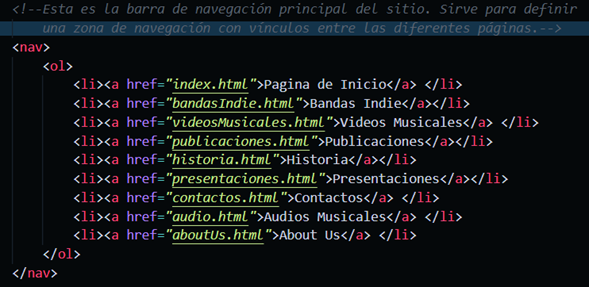 <!--Esta es la barra de navegación principal del sitio. Sirve para definir
una zona de navegación con vínculos entre las diferentes páginas.-->
<nav>
<ol>
<li><a href="index.html">Pagina de Inicio</a> </li>
<li><a href="bandasIndie.html">Bandas Indie</a></li>
<li><a href="videosMusicales.html">Videos Musicales</a> </li>
<li><a href="publicaciones.html">Publicaciones</a></li>
<li><a href="historia.html">Historia</a></li>
<li><a href="presentaciones.html">Presentaciones</a></li>
<li><a href="contactos.html">Contactos</a> </li>
<li><a href="audio.html">Audios Musicales</a> </li>
<li><a href="aboutUs.html">About Us</a> </li>
</ol>
</nav>